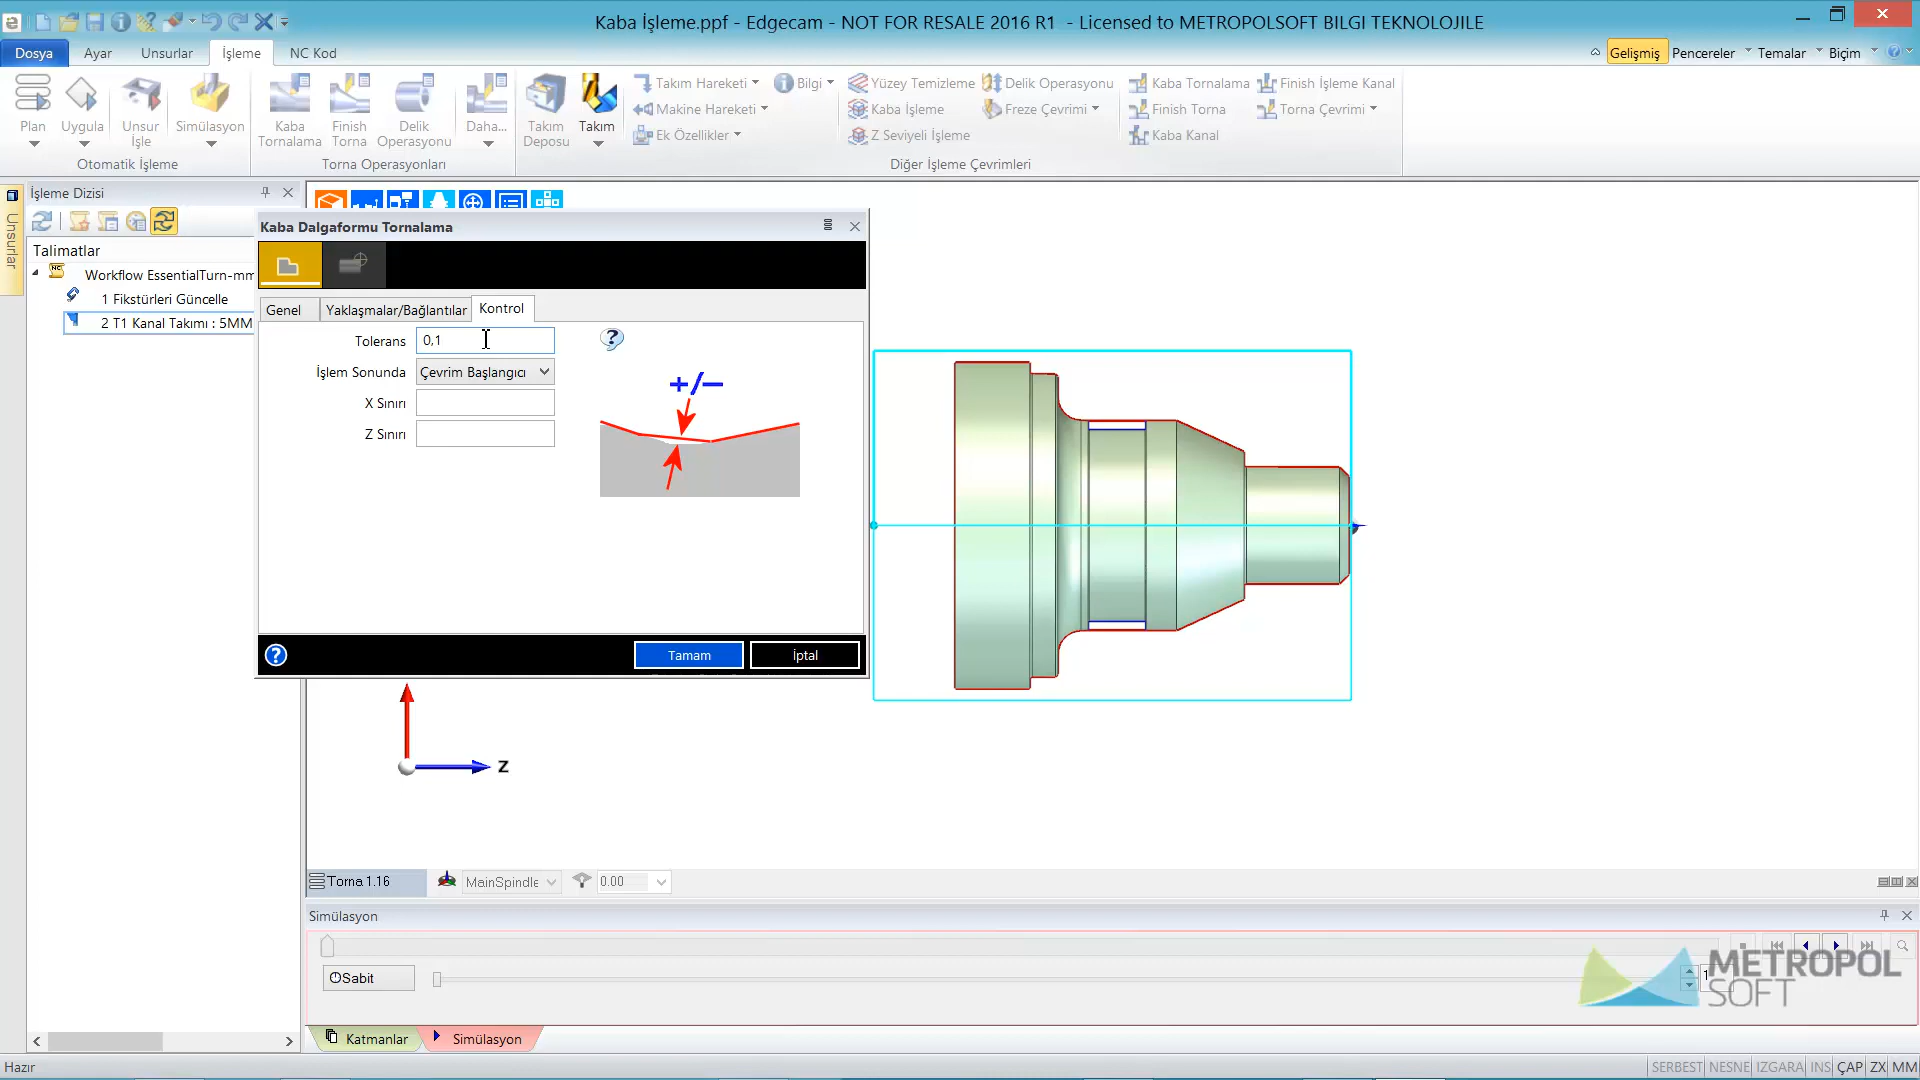 Kaba İşleme.ppf - Edgecam - NOT FOR RESALE 2016 R1 - Licensed to METROPOLSOFT BILGI TEKNOLOJILE
Dosya Ayar Unsurlar İşleme NC Kod
Gelişmiş Pencereler Temalar Biçim
Plan
Uygula
Unsur İşle
Simülasyon
Otomatik İşleme
Kaba Tornalama
Finish Torna
Delik Operasyonu
Daha...
Torna Operasyonları
Takım Deposu
Takım
Takım Hareketi
Makine Hareketi
Ek Özellikler
Bilgi
Yüzey Temizleme
Kaba İşleme
Z Seviyeli İşleme
Delik Operasyonu
Freze Çevrimi
Kaba Tornalama
Finish Torna
Kaba Kanal
Finish İşleme Kanal
Torna Çevrimi
Diğer İşleme Çevrimleri
Unsurlar
İşleme Dizisi
Talimatlar
NC
Workflow EssentialTurn-mm
1 Fikstürleri Güncelle
2 T1 Kanal Takımı : 5MM
Kaba Dalgaformu Tornalama
Genel Yaklaşmalar/Bağlantılar Kontrol
Tolerans 0,1
İşlem Sonunda Çevrim Başlangıcı
X Sınırı
Z Sınırı
+/−
Tamam İptal
Z
Torna 1.16 MainSpindle 0.00
Simülasyon
Sabit
1
METROPOL
SOFT
Katmanlar Simülasyon
Hazır
SERBEST NESNE IZGARA INS ÇAP ZX MM